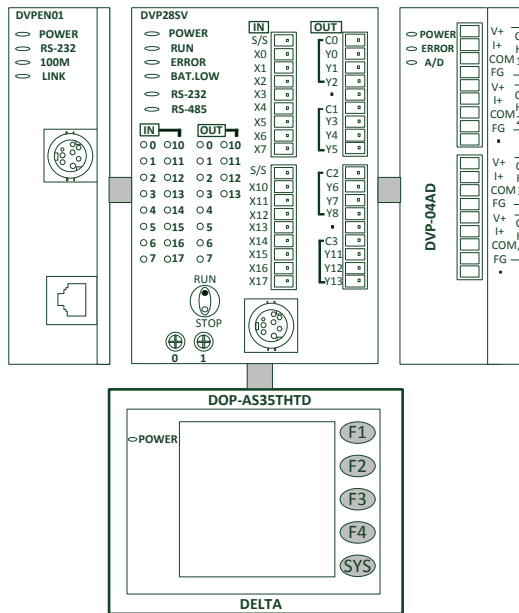 DVPEN01
POWER
RS-232
100M
LINK
DVP28SV
POWER
RUN
ERROR
BAT.LOW
RS-232
RS-485
IN OUT
0 10 0 10
1 11 1 11
2 12 2 12
3 13 3 13
4 14 4
5 15 5
6 16 6
7 17 7
RUN
STOP
0 1
IN OUT
S/S C0
X0 Y0
X1 Y1
X2 Y2
X3
X4 C1
X5 Y3
X6 Y4
X7 Y5
S/S C2
X10 Y6
X11 Y7
X12 Y8
X13
X14 C3
X15 Y11
X16 Y12
X17 Y13
POWER
ERROR
A/D
DVP-04AD
V+
I+
COM
FG
V+
I+
COM
FG
V+
I+
COM
FG
V+
I+
COM
FG
DOP-AS35THTD
POWER
F1
F2
F3
F4
SYS
DELTA